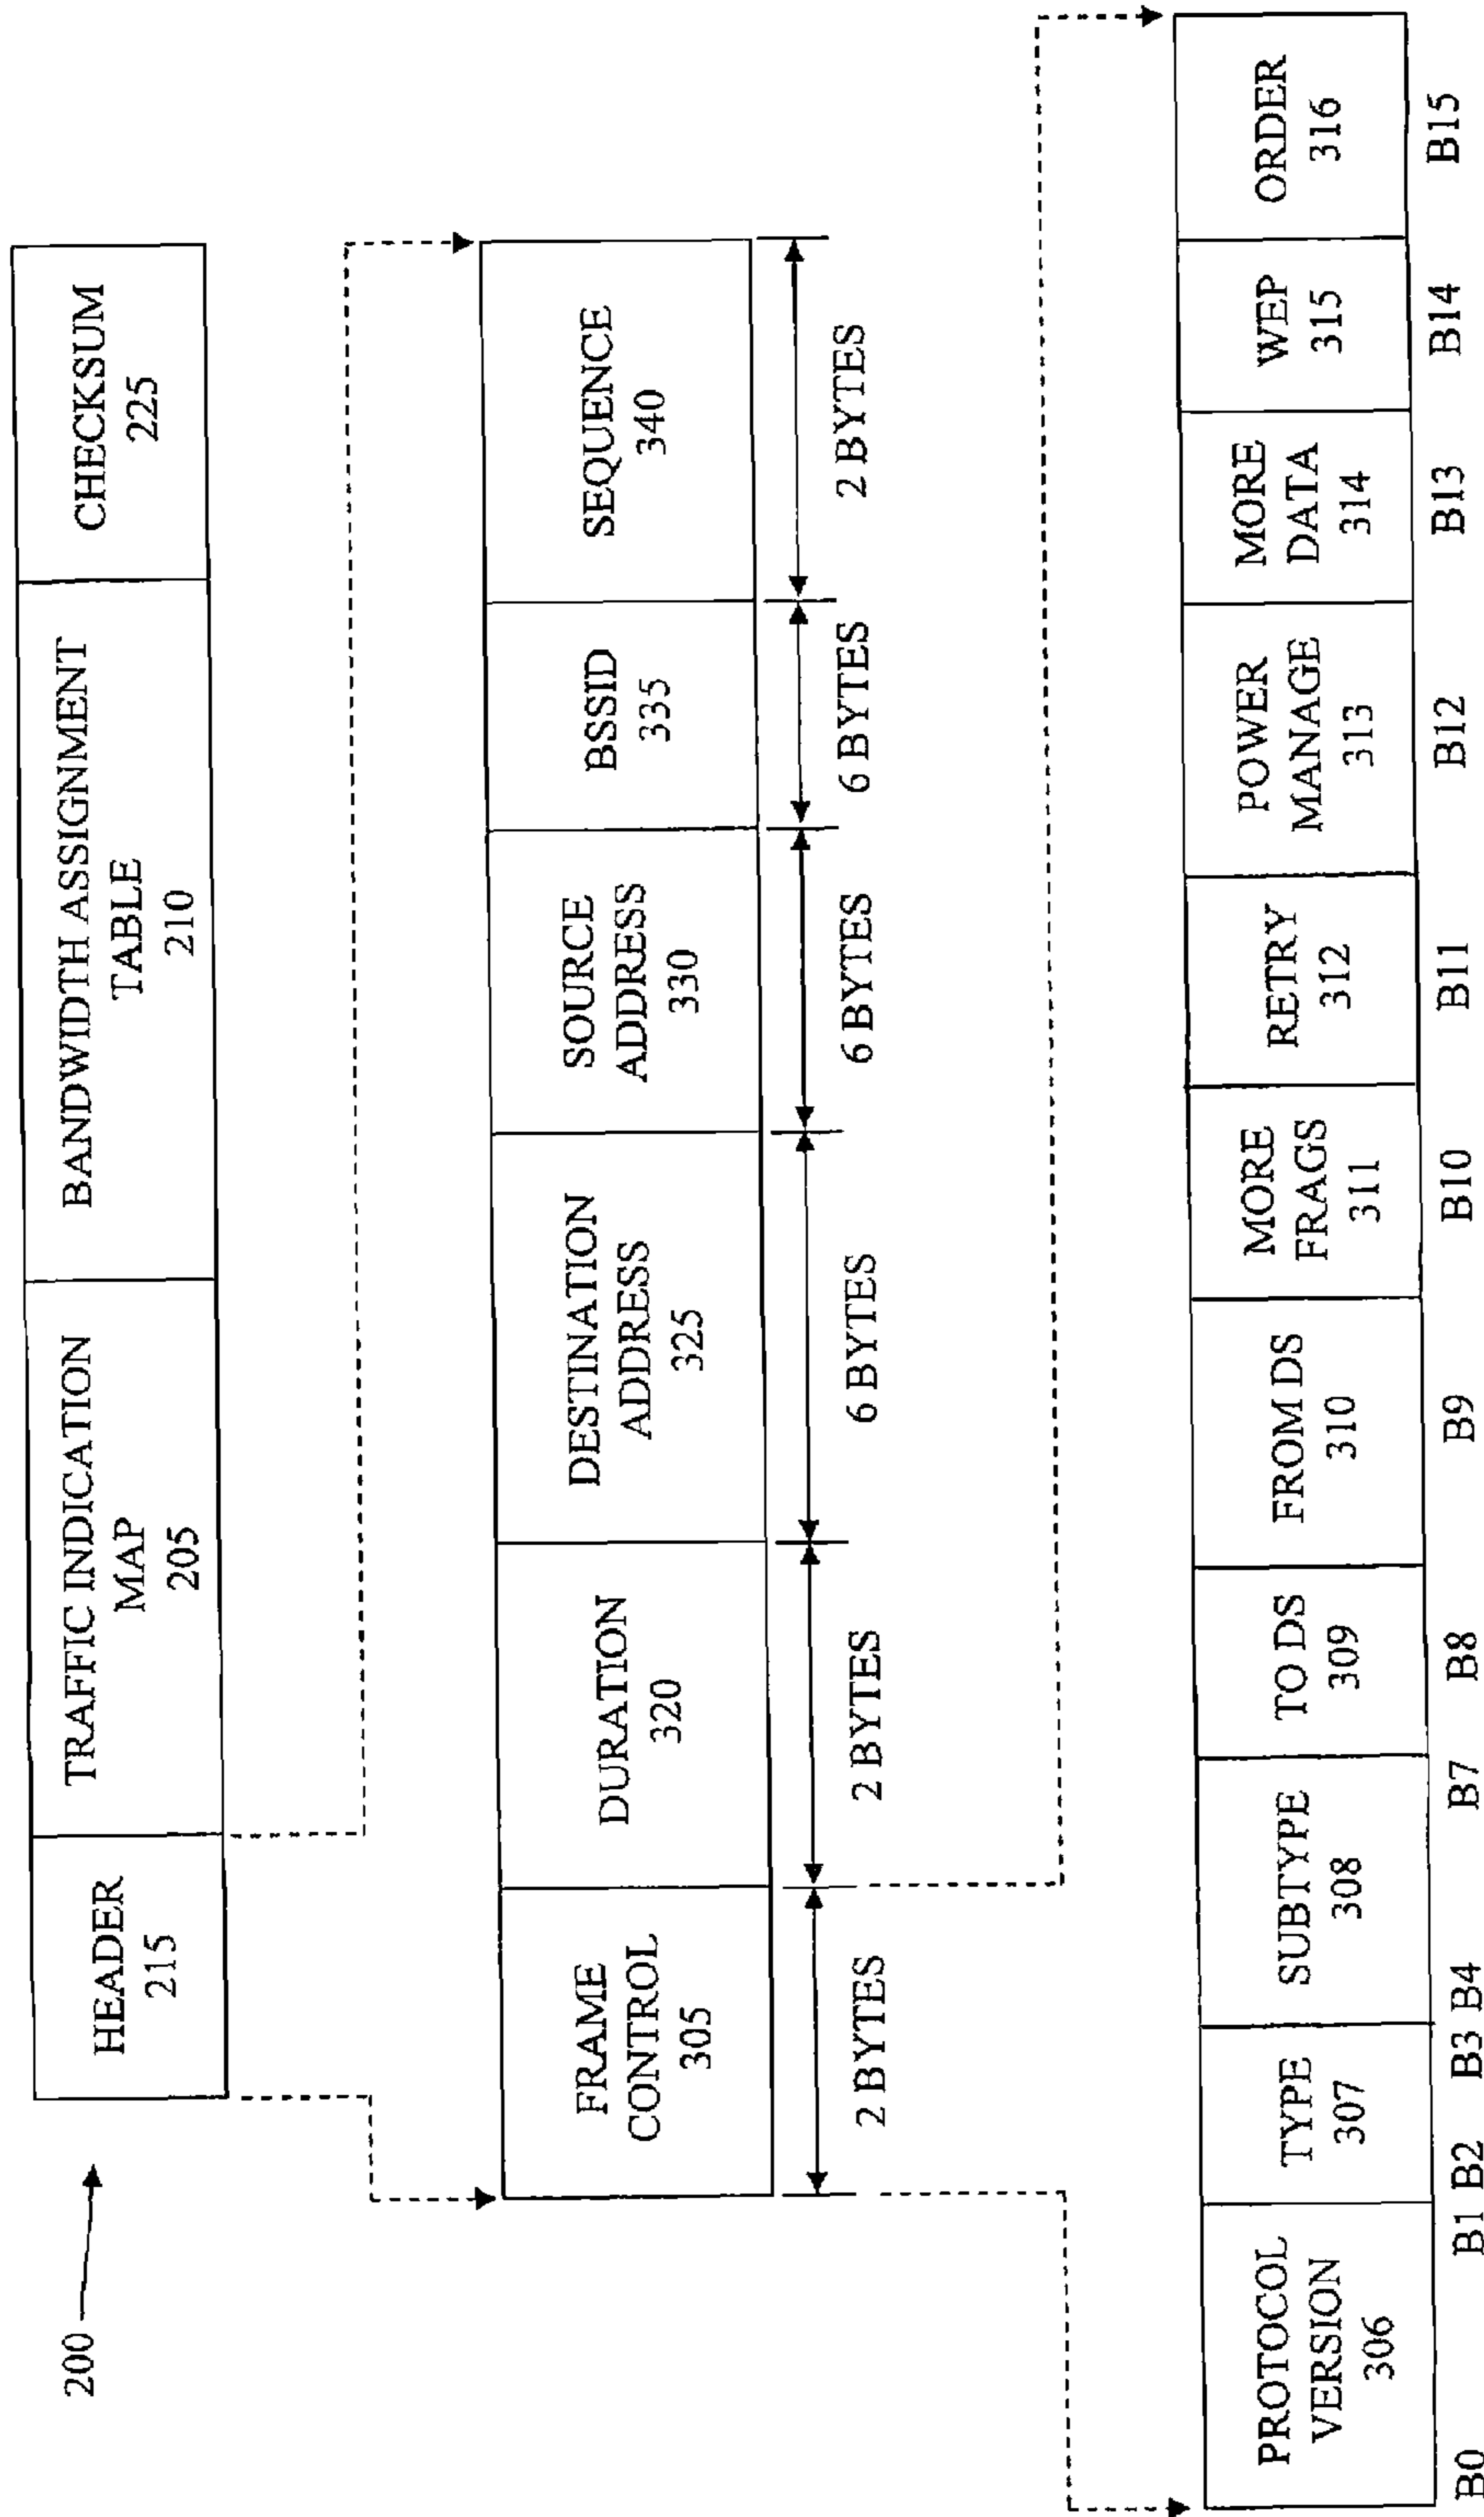 200
HEADER
215
TRAFFIC INDICATION
MAP
205
BANDWIDTH ASSIGNMENT
TABLE
210
CHECKSUM
225
FRAME
CONTROL
305
DURATION
320
DESTINATION
ADDRESS
325
SOURCE
ADDRESS
330
BSSID
335
SEQUENCE
340
2 BYTES
2 BYTES
6 BYTES
6 BYTES
6 BYTES
2 BYTES
PROTOCOL
VERSION
306
TYPE
307
SUBTYPE
308
TO DS
309
FROM DS
310
MORE
FRAGS
311
RETRY
312
POWER
MANAGE
313
MORE
DATA
314
WEP
315
ORDER
316
B0
B1
B2
B3
B4
B7
B8
B9
B10
B11
B12
B13
B14
B15